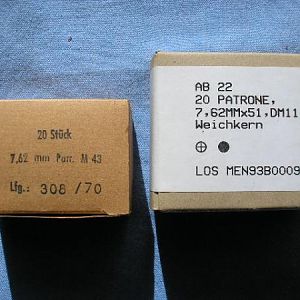 20 Stück
7,62 mm Patr. M 43
Lfg.: 308/70
AB 22
20 PATRONE,
7,62MMx51,DM11
Weichkern
LOS MEN93B0009